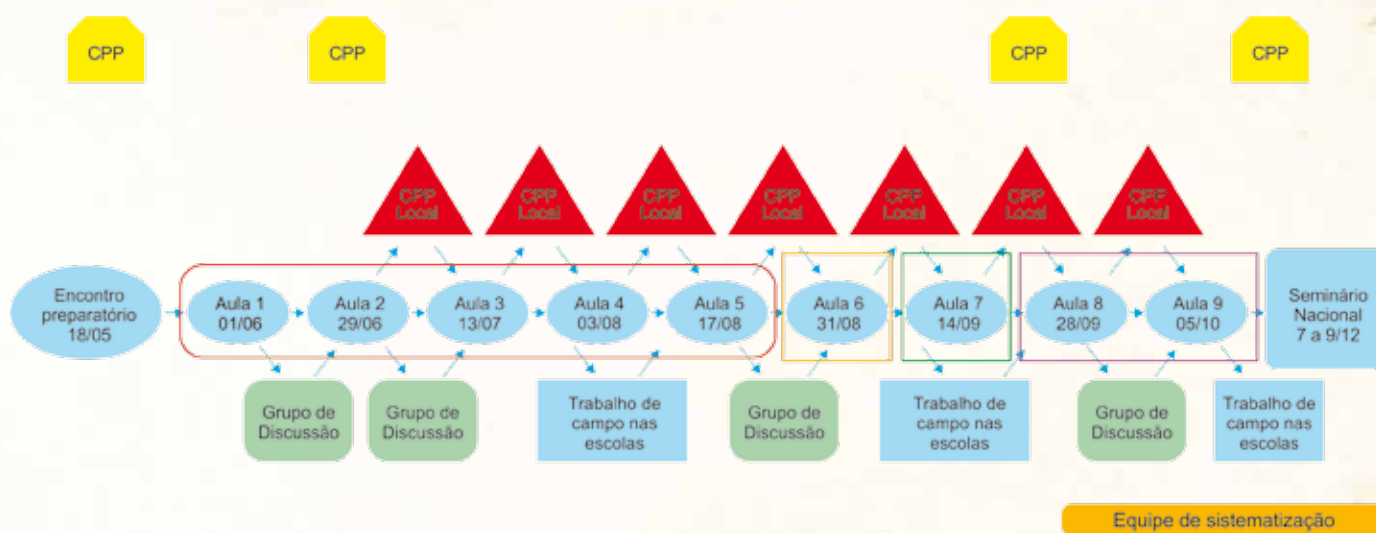 CPP
CPP
CPP
CPP
CPP
Local
CPP
Local
CPP
Local
CPP
Local
CPP
Local
CPP
Local
CPP
Local
Encontro
preparatório
18/05
Aula 1
01/06
Aula 2
29/06
Aula 3
13/07
Aula 4
03/08
Aula 5
17/08
Aula 6
31/08
Aula 7
14/09
Aula 8
28/09
Aula 9
05/10
Seminário
Nacional
7 a 9/12
Grupo de
Discussão
Grupo de
Discussão
Trabalho de
campo nas
escolas
Grupo de
Discussão
Trabalho de
campo nas
escolas
Grupo de
Discussão
Trabalho de
campo nas
escolas
Equipe de sistematização